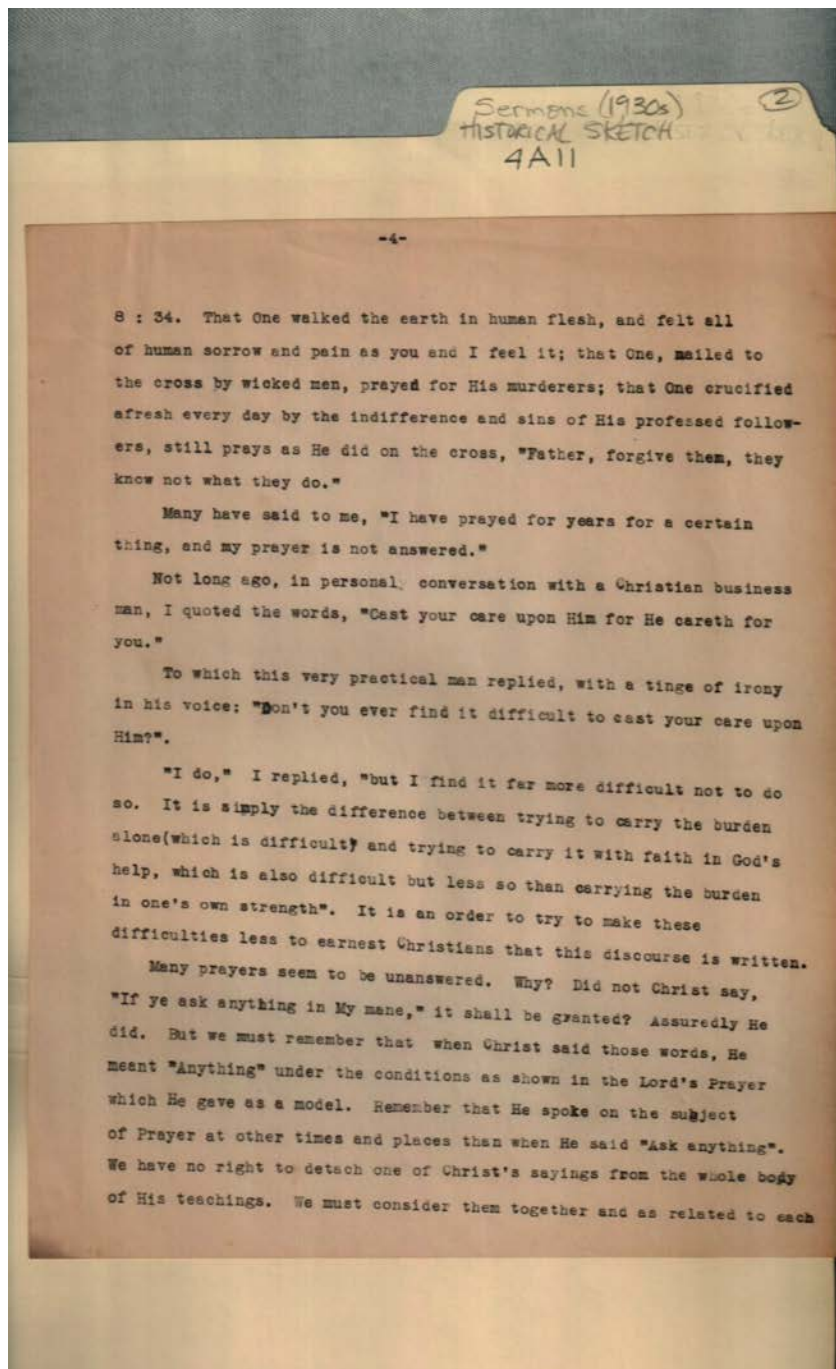 Sermons (1930s) 2
HISTORICAL SKETCH
4A11
-4-
8 : 34. That One walked the earth in human flesh, and felt all
of human sorrow and pain as you and I feel it; that One, nailed to
the cross by wicked men, prayed for His murderers; that One crucified
afresh every day by the indifference and sins of His professed follow-
ers, still prays as He did on the cross, "Father, forgive them, they
know not what they do."
Many have said to me, "I have prayed for years for a certain
thing, and my prayer is not answered."
Not long ago, in personal conversation with a Christian business
man, I quoted the words, "Cast your care upon Him for He careth for
you."
To which this very practical man replied, with a tinge of irony
in his voice: "Don't you ever find it difficult to cast your care upon
Him?".
"I do," I replied, "but I find it far more difficult not to do
so. It is simply the difference between trying to carry the burden
alone(which is difficult) and trying to carry it with faith in God's
help, which is also difficult but less so than carrying the burden
in one's own strength". It is an order to try to make these
difficulties less to earnest Christians that this discourse is written.
Many prayers seem to be unanswered. Why? Did not Christ say,
"If ye ask anything in My mane," it shall be granted? Assuredly He
did. But we must remember that when Christ said those words, He
meant "Anything" under the conditions as shown in the Lord's Prayer
which He gave as a model. Remember that He spoke on the subject
of Prayer at other times and places than when He said "Ask anything".
We have no right to detach one of Christ's sayings from the whole body
of His teachings. We must consider them together and as related to each